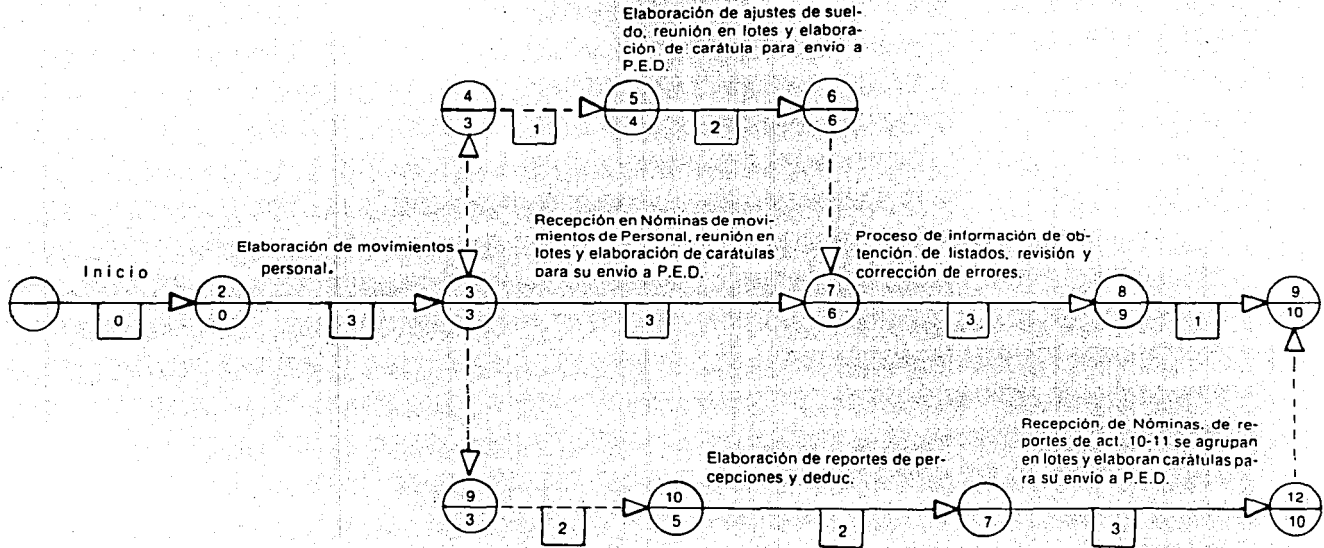 Elaboración de ajustes de suel-
do, reunión en lotes y elabora-
ción de carátula para envío a
P.E.D.
4
3
1
5
4
2
6
6
Inicio
0
2
0
Elaboración de movimientos
personal.
3
3
3
Recepción en Nóminas de movi-
mientos de Personal, reunión en
lotes y elaboración de carátulas
para su envío a P.E.D.
3
7
6
Proceso de información de ob-
tención de listados, revisión y
corrección de errores.
3
8
9
1
9
10
9
3
2
10
5
Elaboración de reportes de per-
cepciones y deduc.
2
7
Recepción de Nóminas, de re-
portes de act. 10-11 se agrupan
en lotes y elaboran carátulas pa-
ra su envío a P.E.D.
3
12
10